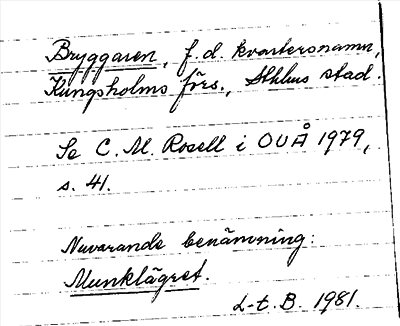 Bryggaren, f.d. kvartersnamn,
Kungsholms förs., Sthlms stad.
Se C. M. Rosell i OUÅ 1979,
s. 41.
Nuvarande benämning:
Munklägret.
L-t. B. 1981.